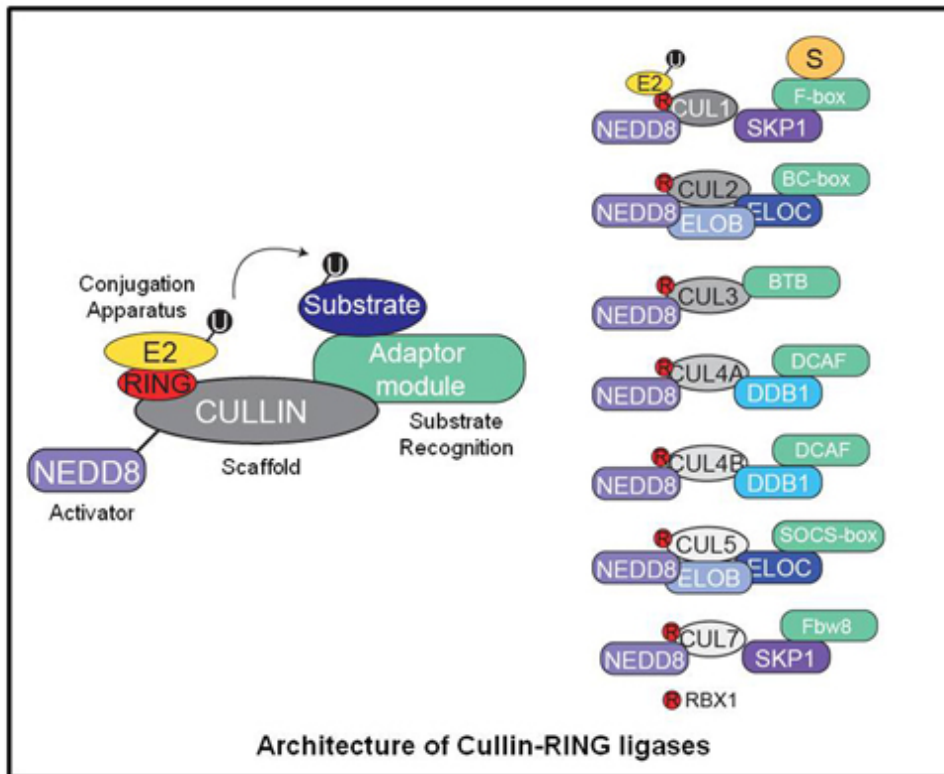 U
Conjugation
Apparatus
E2
RING
CULLIN
Scaffold
NEDD8
Activator
U
Substrate
Adaptor
module
Substrate
Recognition
U
E2
R
CUL1
NEDD8
SKP1
F-box
S
R
CUL2
NEDD8
ELOB
ELOC
BC-box
R
CUL3
NEDD8
BTB
R
CUL4A
NEDD8
DDB1
DCAF
R
CUL4B
NEDD8
DDB1
DCAF
R
CUL5
NEDD8
ELOB
ELOC
SOCS-box
R
CUL7
NEDD8
SKP1
Fbw8
R RBX1
Architecture of Cullin-RING ligases